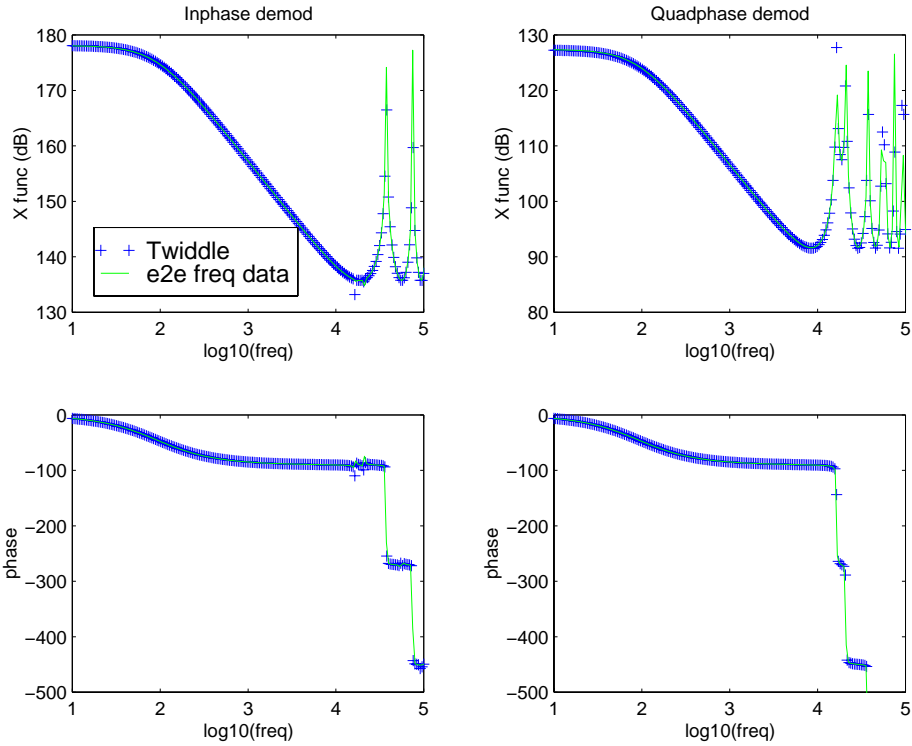 Inphase demod
180
170
160
150
140
130
X func (dB)
Twiddle
e2e freq data
1 2 3 4 5
log10(freq)
Quadphase demod
130
120
110
100
90
80
X func (dB)
1 2 3 4 5
log10(freq)
0
−100
−200
−300
−400
−500
phase
1 2 3 4 5
log10(freq)
0
−100
−200
−300
−400
−500
phase
1 2 3 4 5
log10(freq)